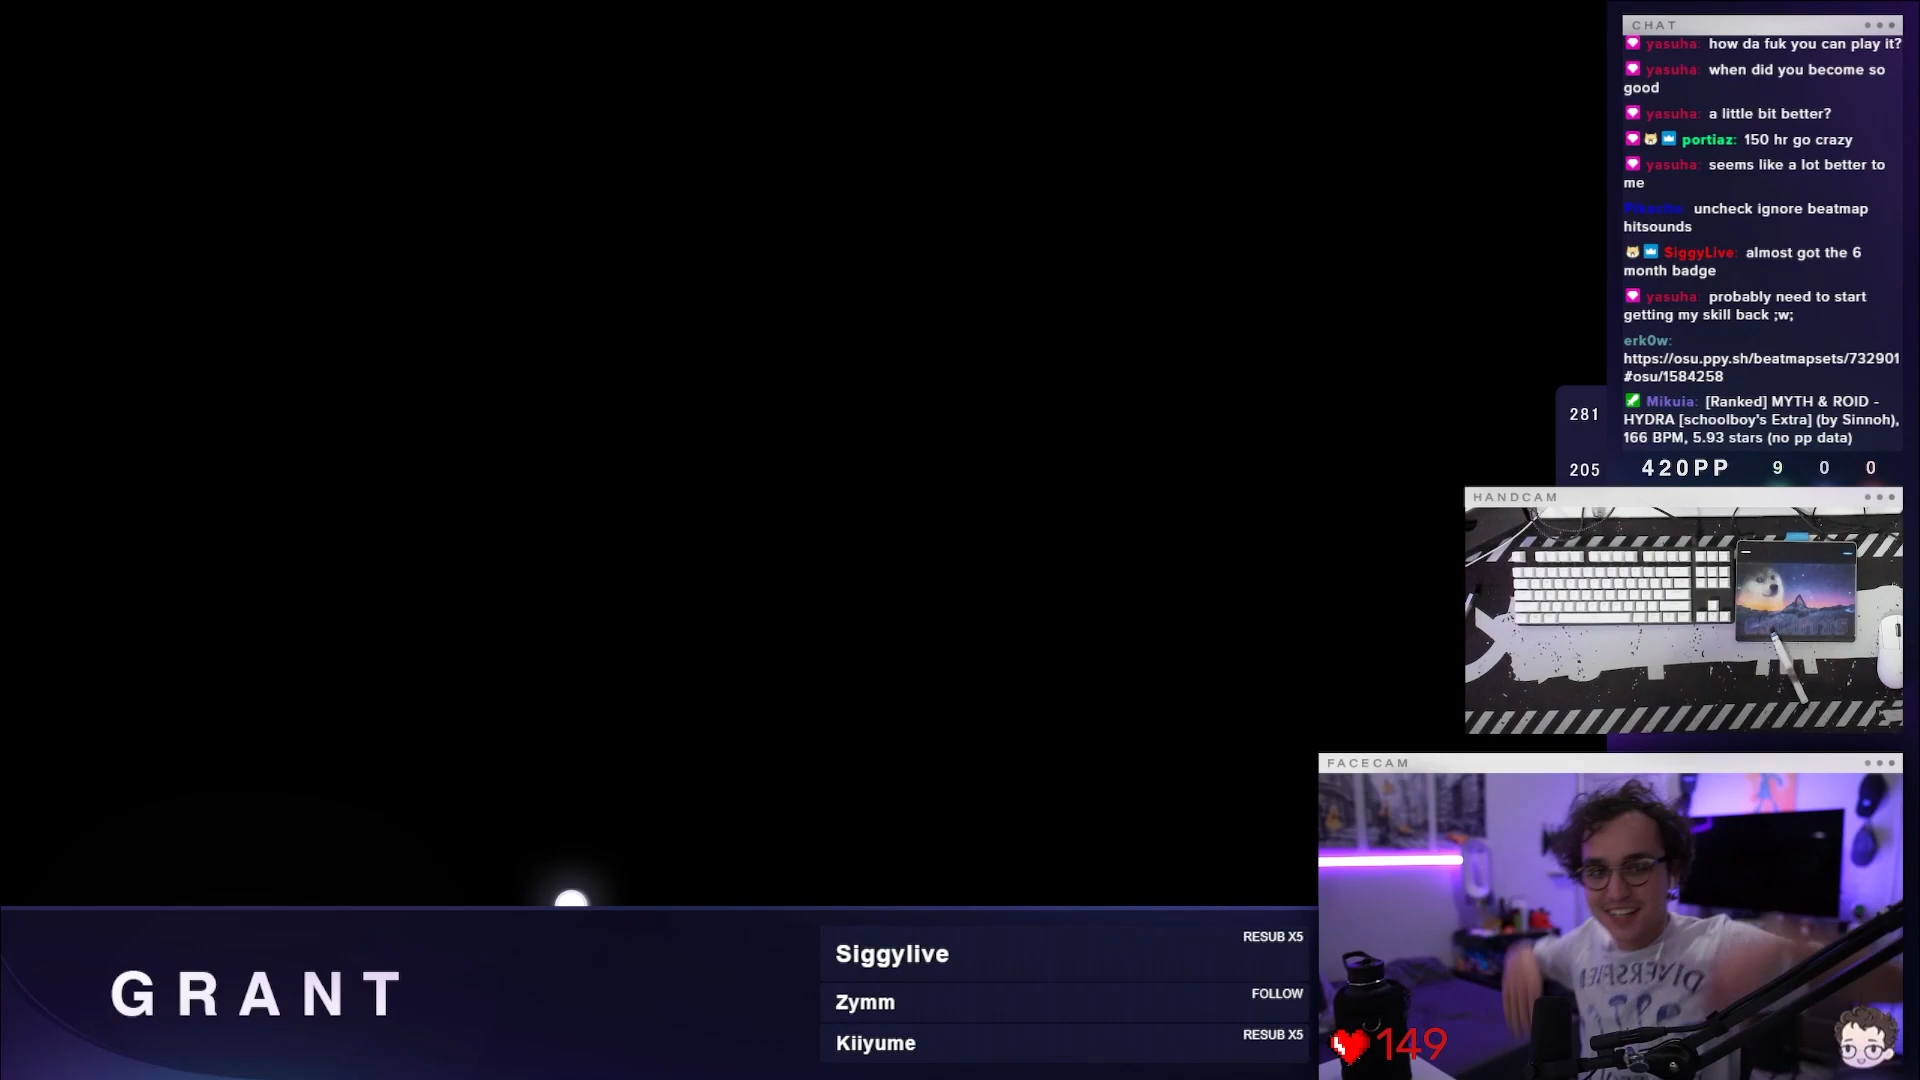 CHAT
yasuha: how da fuk you can play it?
yasuha: when did you become so
good
yasuha: a little bit better?
portiaz: 150 hr go crazy
yasuha: seems like a lot better to
me
uncheck ignore beatmap
hitsounds
SiggyLive: almost got the 6
month badge
yasuha: probably need to start
getting my skill back ;w;
erk0w:
https://osu.ppy.sh/beatmapsets/732901
#osu/1584258
Mikuia: [Ranked] MYTH & ROID -
HYDRA [schoolboy's Extra] (by Sinnoh),
166 BPM, 5.93 stars (no pp data)
281
205 420PP 9 0 0
HANDCAM
FACECAM
DIVERSIFIED
149
GRANT
Siggylive RESUB X5
Zymm FOLLOW
Kiiyume RESUB X5